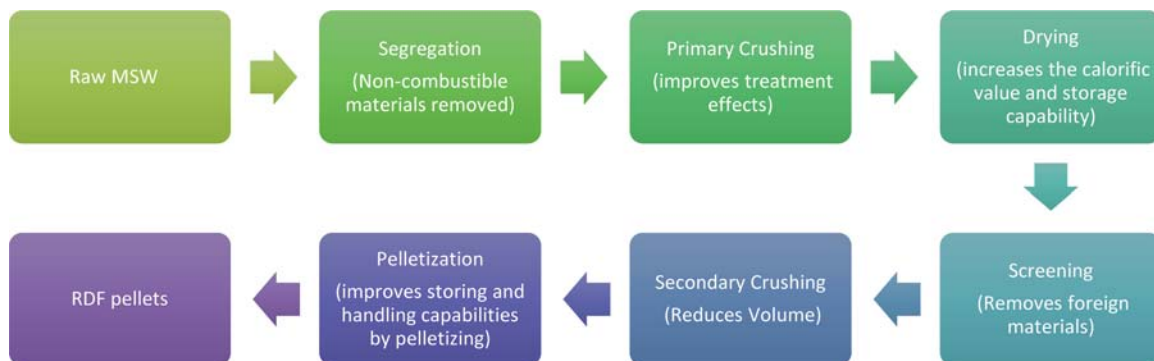 Raw MSW
Segregation
(Non-combustible
materials removed)
Primary Crushing
(improves treatment
effects)
Drying
(increases the calorific
value and storage
capability)
Screening
(Removes foreign
materials)
Secondary Crushing
(Reduces Volume)
Pelletization
(improves storing and
handling capabilities
by pelletizing)
RDF pellets